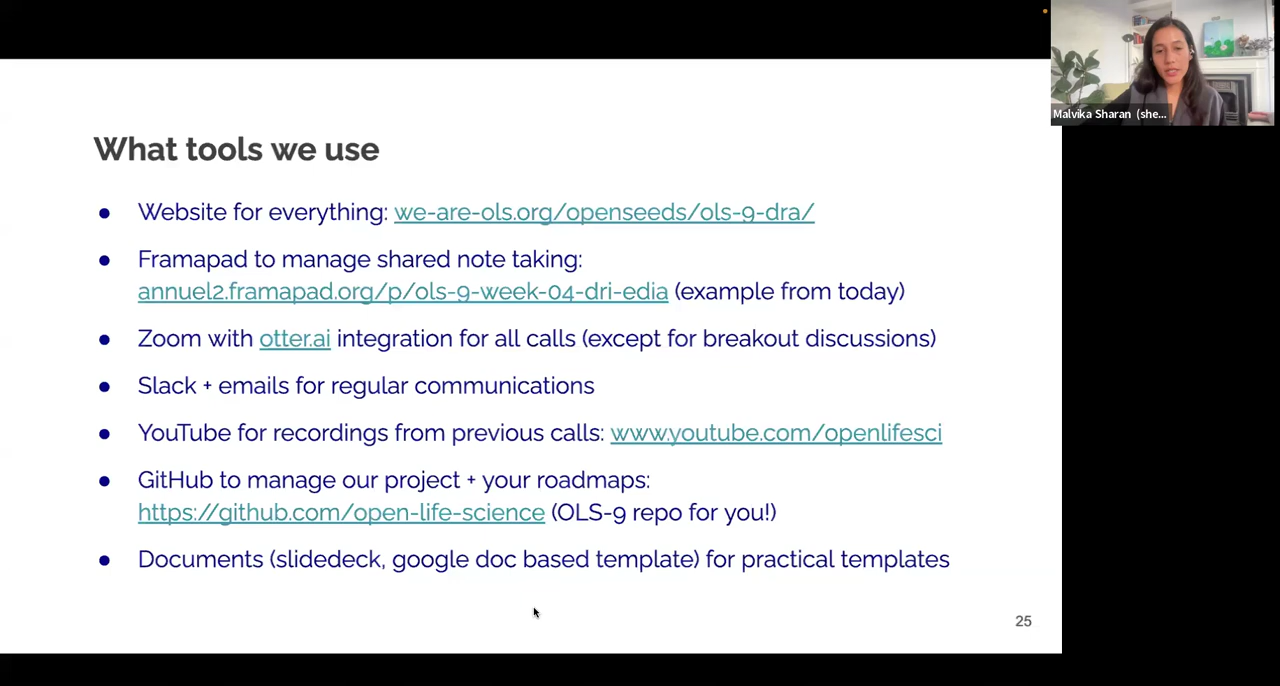 What tools we use
● Website for everything: we-are-ols.org/openseeds/ols-9-dra/
● Framapad to manage shared note taking:
annuel2.framapad.org/p/ols-9-week-04-dri-edia (example from today)
● Zoom with otter.ai integration for all calls (except for breakout discussions)
● Slack + emails for regular communications
● YouTube for recordings from previous calls: www.youtube.com/openlifesci
● GitHub to manage our project + your roadmaps:
https://github.com/open-life-science (OLS-9 repo for you!)
● Documents (slidedeck, google doc based template) for practical templates
25
Malvika Sharan (she...